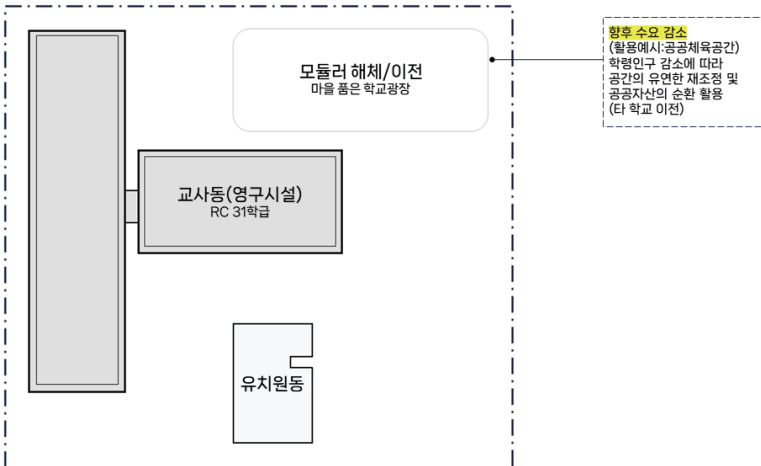 향후 수요 감소
(활용예시:공공체육공간)
학령인구 감소에 따라
공간의 유연한 재조정 및
공공자산의 순환 활용
(타 학교 이전)
모듈러 해체/이전
마을 품은 학교광장
교사동(영구시설)
RC 31학급
유치원동